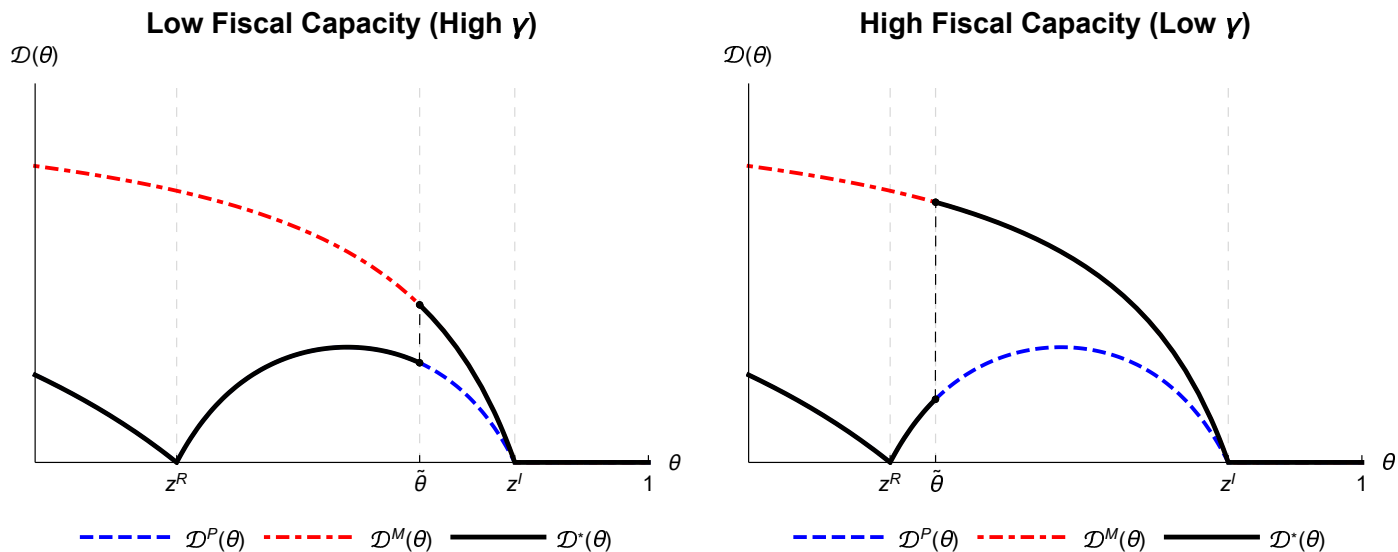 Low Fiscal Capacity (High γ)
𝒟(θ)
z^R
θ̃
z^I
1
θ
𝒟^P(θ)
𝒟^M(θ)
𝒟*(θ)
High Fiscal Capacity (Low γ)
𝒟(θ)
z^R
θ̃
z^I
1
θ
𝒟^P(θ)
𝒟^M(θ)
𝒟*(θ)